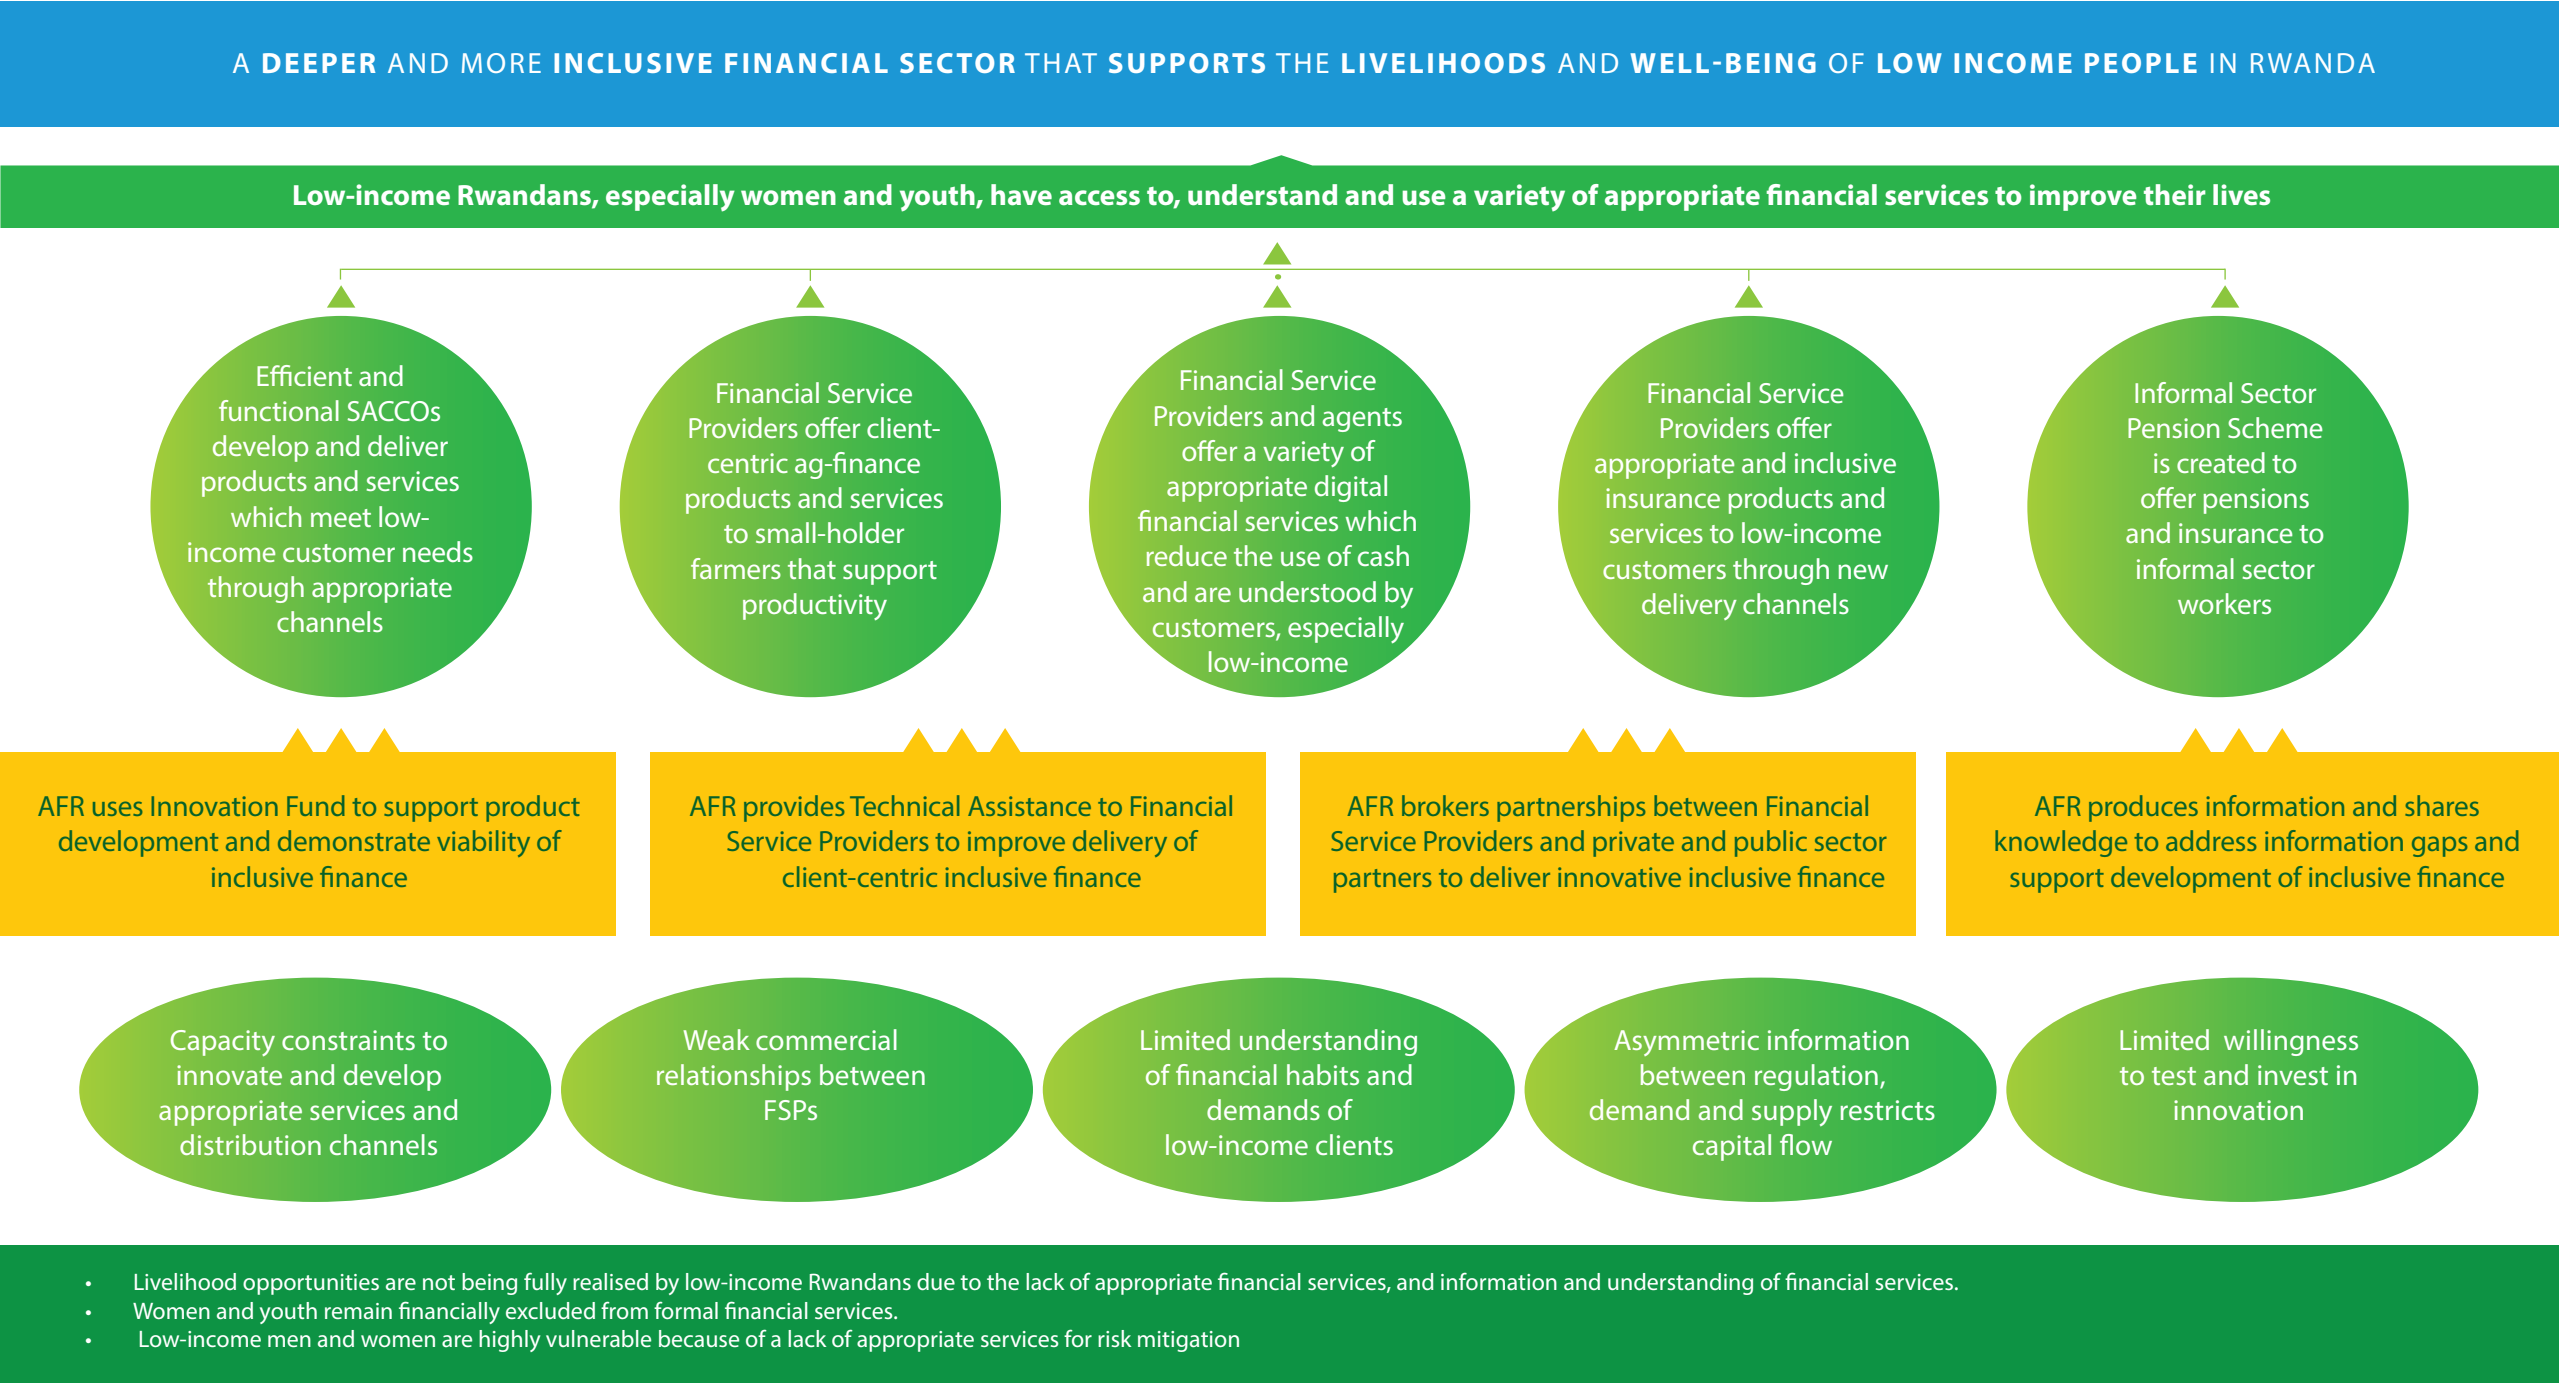 A DEEPER AND MORE INCLUSIVE FINANCIAL SECTOR THAT SUPPORTS THE LIVELIHOODS AND WELL-BEING OF LOW INCOME PEOPLE IN RWANDA
Low-income Rwandans, especially women and youth, have access to, understand and use a variety of appropriate financial services to improve their lives
Efficient and
functional SACCOs
develop and deliver
products and services
which meet low-
income customer needs
through appropriate
channels
Financial Service
Providers offer client-
centric ag-finance
products and services
to small-holder
farmers that support
productivity
Financial Service
Providers and agents
offer a variety of
appropriate digital
financial services which
reduce the use of cash
and are understood by
customers, especially
low-income
Financial Service
Providers offer
appropriate and inclusive
insurance products and
services to low-income
customers through new
delivery channels
Informal Sector
Pension Scheme
is created to
offer pensions
and insurance to
informal sector
workers
AFR uses Innovation Fund to support product
development and demonstrate viability of
inclusive finance
AFR provides Technical Assistance to Financial
Service Providers to improve delivery of
client-centric inclusive finance
AFR brokers partnerships between Financial
Service Providers and private and public sector
partners to deliver innovative inclusive finance
AFR produces information and shares
knowledge to address information gaps and
support development of inclusive finance
Capacity constraints to
innovate and develop
appropriate services and
distribution channels
Weak commercial
relationships between
FSPs
Limited understanding
of financial habits and
demands of
low-income clients
Asymmetric information
between regulation,
demand and supply restricts
capital flow
Limited willingness
to test and invest in
innovation
• Livelihood opportunities are not being fully realised by low-income Rwandans due to the lack of appropriate financial services, and information and understanding of financial services.
• Women and youth remain financially excluded from formal financial services.
• Low-income men and women are highly vulnerable because of a lack of appropriate services for risk mitigation